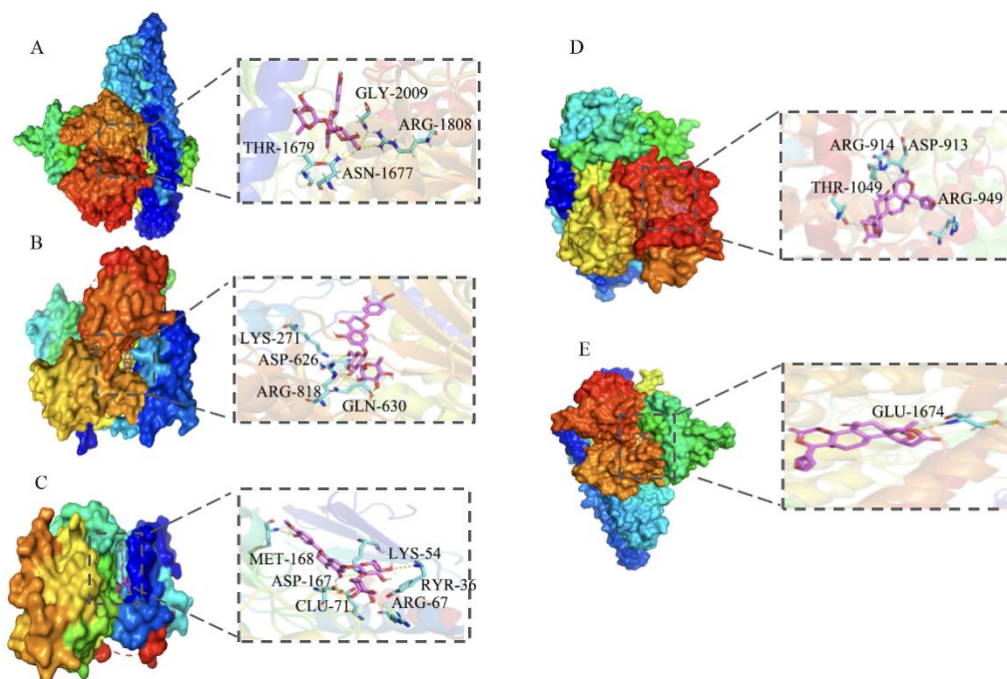 A
GLY-2009
ARG-1808
THR-1679
ASN-1677
B
LYS-271
ASP-626
ARG-818
GLN-630
C
LYS-54
MET-168
ASP-167
RYR-36
CLU-71
ARG-67
D
ARG-914 ASP-913
THR-1049
ARG-949
E
GLU-1674